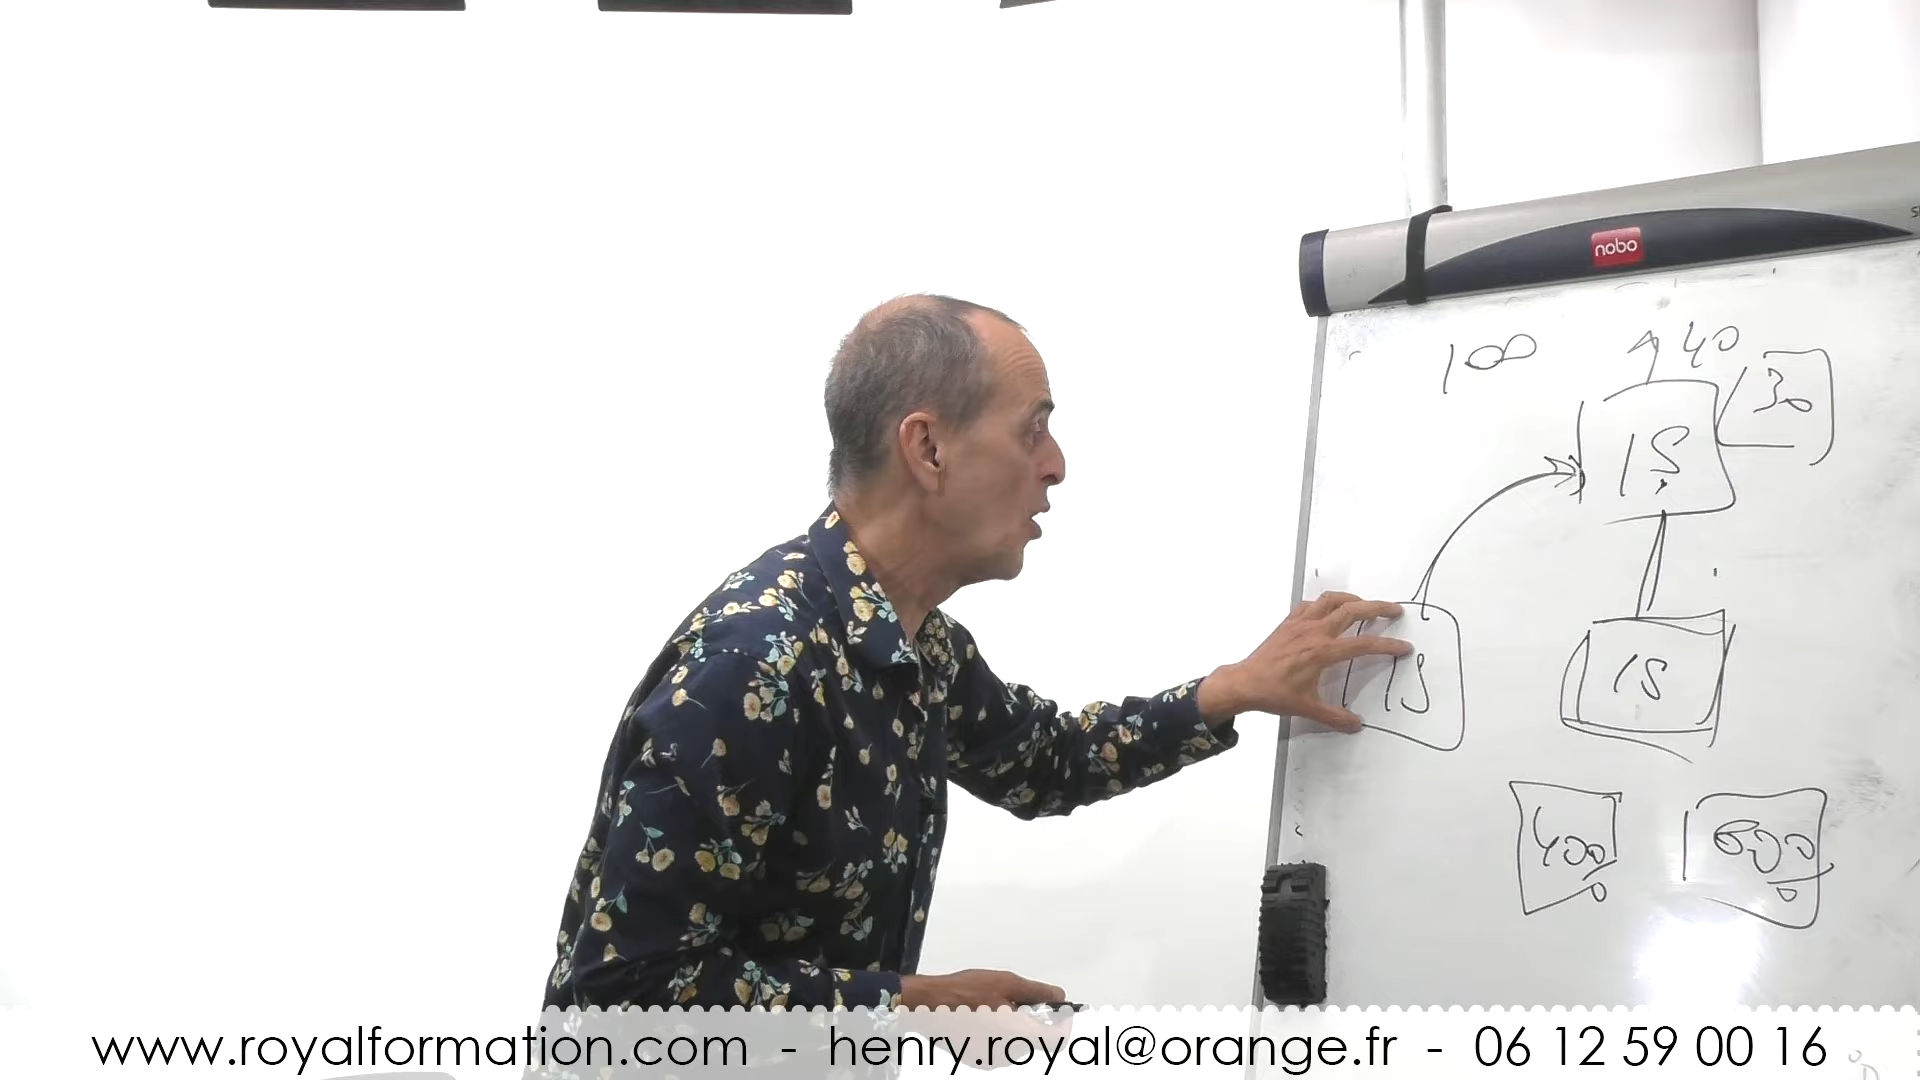 nobo
100
40
30
IS
IS
IS
400
600
www.royalformation.com - henry.royal@orange.fr - 06 12 59 00 16